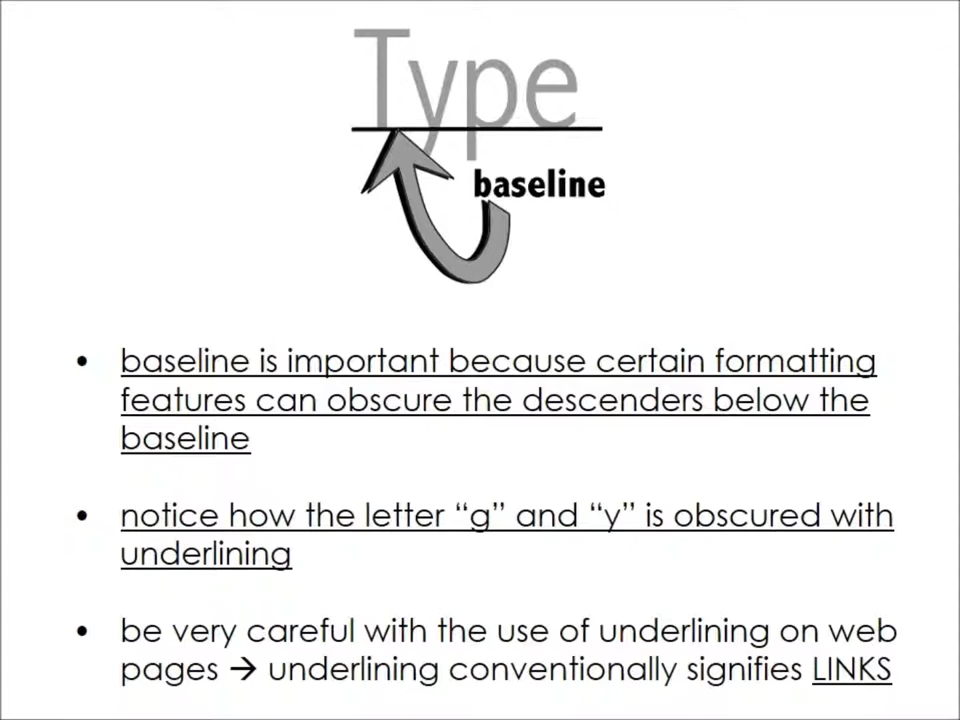 Type
baseline
• baseline is important because certain formatting
features can obscure the descenders below the
baseline
• notice how the letter “g” and “y” is obscured with
underlining
• be very careful with the use of underlining on web
pages → underlining conventionally signifies LINKS